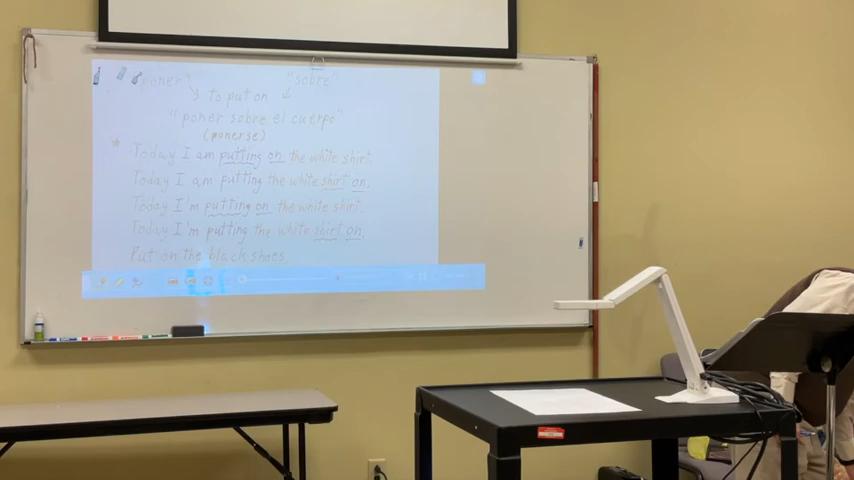 "poner" "sobre"
to put on
"poner sobre el cuerpo"
(ponerse)
Today I am putting on the white shirt.
Today I am putting the white shirt on.
Today I'm putting on the white shirt.
Today I'm putting the white shirt on.
Put on the black shoes.